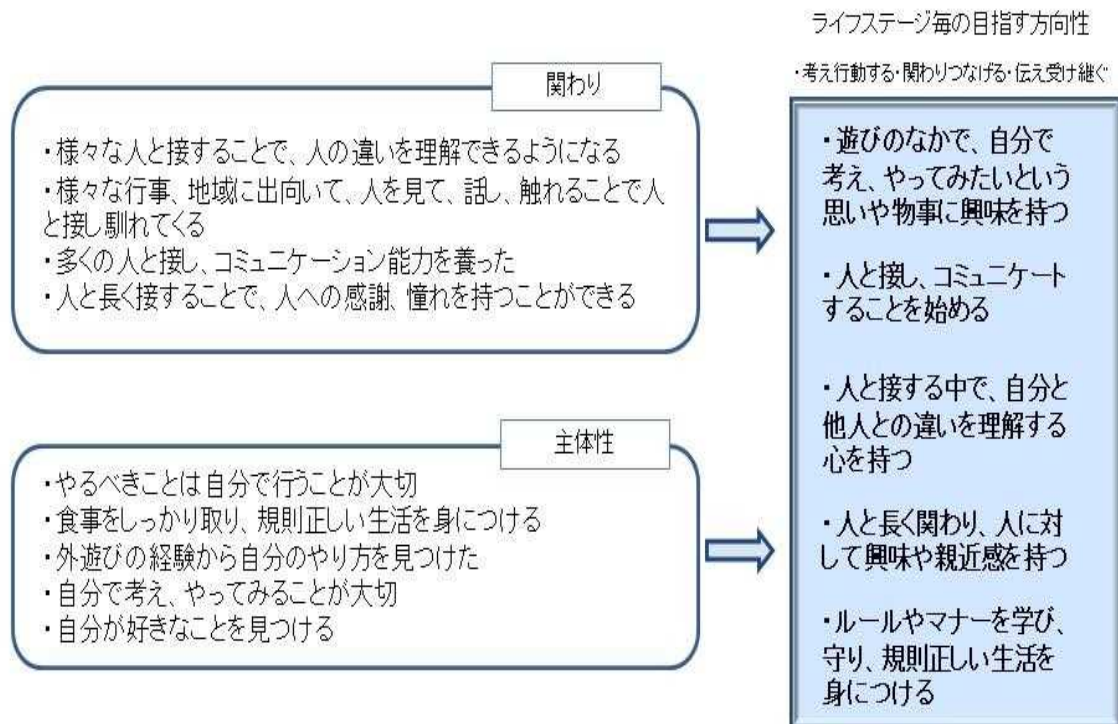 ライフステージ毎の目指す方向性
・考え行動する・関わりつなげる・伝え受け継ぐ
関わり
・様々な人と接することで、人の違いを理解できるようになる
・様々な行事、地域に出向いて、人を見て、話し、触れることで人
と接し馴れてくる
・多くの人と接し、コミュニケーション能力を養った
・人と長く接することで、人への感謝、憧れを持つことができる
主体性
・やるべきことは自分で行うことが大切
・食事をしっかり取り、規則正しい生活を身につける
・外遊びの経験から自分のやり方を見つけた
・自分で考え、やってみることが大切
・自分が好きなことを見つける
・遊びのなかで、自分で
考え、やってみたいという
思いや物事に興味を持つ
・人と接し、コミュニケート
することを始める
・人と接する中で、自分と
他人との違いを理解する
心を持つ
・人と長く関わり、人に対
して興味や親近感を持つ
・ルールやマナーを学び、
守り、規則正しい生活を
身につける